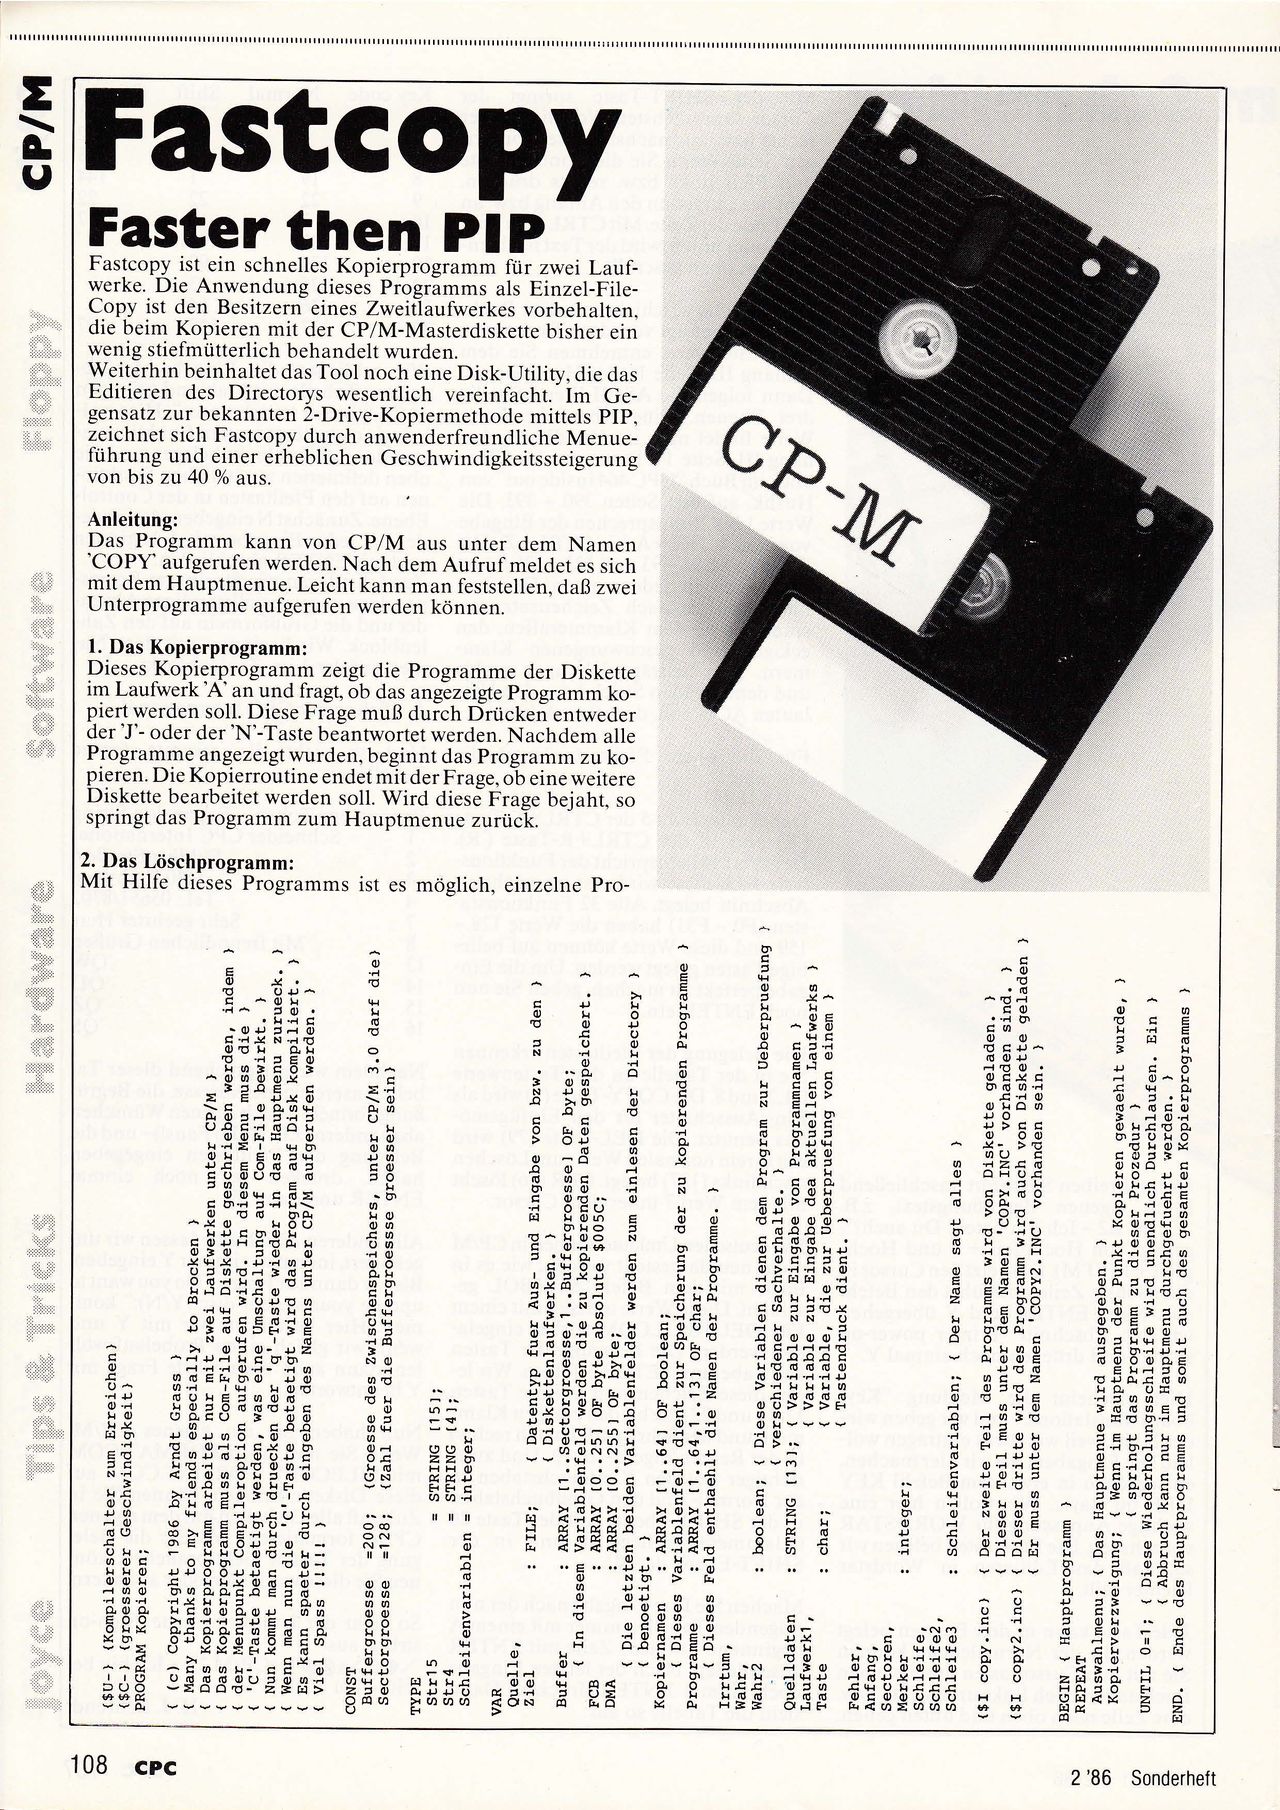 CP/M
Fastcopy
Faster then PIP
Fastcopy ist ein schnelles Kopierprogramm für zwei Lauf-
werke. Die Anwendung dieses Programms als Einzel-File-
Copy ist den Besitzern eines Zweitlaufwerkes vorbehalten,
die beim Kopieren mit der CP/M-Masterdiskette bisher ein
wenig stiefmütterlich behandelt wurden.
Weiterhin beinhaltet das Tool noch eine Disk-Utility, die das
Editieren des Directorys wesentlich vereinfacht. Im Ge-
gensatz zur bekannten 2-Drive-Kopiermethode mittels PIP,
zeichnet sich Fastcopy durch anwenderfreundliche Menue-
führung und einer erheblichen Geschwindigkeitssteigerung
von bis zu 40 % aus.
Anleitung:
Das Programm kann von CP/M aus unter dem Namen
'COPY' aufgerufen werden. Nach dem Aufruf meldet es sich
mit dem Hauptmenue. Leicht kann man feststellen, daß zwei
Unterprogramme aufgerufen werden können.
1. Das Kopierprogramm:
Dieses Kopierprogramm zeigt die Programme der Diskette
im Laufwerk 'A' an und fragt, ob das angezeigte Programm ko-
piert werden soll. Diese Frage muß durch Drücken entweder
der 'J'- oder der 'N'-Taste beantwortet werden. Nachdem alle
Programme angezeigt wurden, beginnt das Programm zu ko-
pieren. Die Kopierroutine endet mit der Frage, ob eine weitere
Diskette bearbeitet werden soll. Wird diese Frage bejaht, so
springt das Programm zum Hauptmenue zurück.
2. Das Löschprogramm:
Mit Hilfe dieses Programms ist es möglich, einzelne Pro-
CP-M
{$U-} {Kompilerschalter zum Erreichen}
{$C-} {groesserer Geschwindigkeit}
PROGRAM Kopieren;
{ (c) Copyright 1986 by Arndt Grass }
{ Many thanks to my friends especially to Brocken }
{ Das Kopierprogramm arbeitet nur mit zwei Laufwerken unter CP/M }
{ Das Kopierprogramm muss als Com-File auf Diskette geschrieben werden, indem }
{ der Menupunkt Compileroption aufgerufen wird. In diesem Menu muss die }
{ 'C'-Taste betaetigt werden, was eine Umschaltung auf Com-File bewirkt. }
{ Nun kommt man durch druecken der 'q'-Taste wieder in das Hauptmenu zurueck. }
{ Wenn man nun die 'C'-Taste betaetigt wird das Program auf Disk kompiliert. }
{ Es kann spaeter durch eingeben des Namens unter CP/M aufgerufen werden. }
{ Viel Spass !!!!! }
CONST
Buffergroesse =200; {Groesse des Zwischenspeichers, unter CP/M 3.0 darf die}
Sectorgroesse =128; {Zahl fuer die Buffergroesse groesser sein}
TYPE
Str15 = STRING [15];
Str4 = STRING [4];
Schleifenvariablen = integer;
VAR
Quelle,
Ziel : FILE; { Datentyp fuer Aus- und Eingabe von bzw. zu den }
{ Diskettenlaufwerken. }
Buffer : ARRAY [1..Sectorgroesse,1..Buffergroesse] OF byte;
{ In diesem Variablenfeld werden die zu kopierenden Daten gespeichert. }
FCB : ARRAY [0..25] OF byte absolute $005C;
DMA : ARRAY [0..255] OF byte;
{ Die letzten beiden Variablenfelder werden zum einlesen der Directory }
{ benoetigt. }
Kopiernamen : ARRAY [1..64] OF boolean;
{ Dieses Variablenfeld dient zur Speicherung der zu kopierenden Programme }
Programme : ARRAY [1..64,1..13] OF char;
{ Dieses Feld enthaehlt die Namen der Programme. }
Irrtum,
Wahr,
Wahr2 : boolean; { Diese Variablen dienen dem Program zur Ueberpruefung }
{ verschiedener Sachverhalte. }
Quelldaten : STRING [13]; { Variable zur Eingabe von Programmnamen }
Laufwerk1, { Variable zur Eingabe dea aktuellen Laufwerks }
Taste : char; { Variable, die zur Ueberpruefung von einem }
{ Tastendruck dient. }
Fehler,
Anfang,
Sectoren,
Merker : integer;
Schleife,
Schleife2,
Schleife3 : Schleifenvariablen; { Der Name sagt alles }
{$I copy.inc} { Der zweite Teil des Programms wird von Diskette geladen. }
{ Dieser Teil muss unter dem Namen 'COPY.INC' vorhanden sind. }
{$I copy2.inc} { Dieser dritte wird des Programm wird auch von Diskette geladen }
{ Er muss unter dem Namen 'COPY2.INC' vorhanden sein. }
BEGIN { Hauptprogramm }
REPEAT
Auswahlmenu; { Das Hauptmenue wird ausgegeben. }
Kopierverzweigung; { Wenn im Hauptmenu der Punkt Kopieren gewaehlt wurde, }
{ springt das Programm zu dieser Prozedur }
UNTIL 0=1; { Diese Wiederholungsschleife wird unendlich Durchlaufen. Ein }
{ Abbruch kann nur im Hauptmenu durchgefuehrt werden. }
END. { Ende des Hauptprogramms und somit auch des gesamten Kopierprogramms }
Floppy
Software
Hardware
Tips & Tricks
Joyce
108 CPC
2 '86 Sonderheft